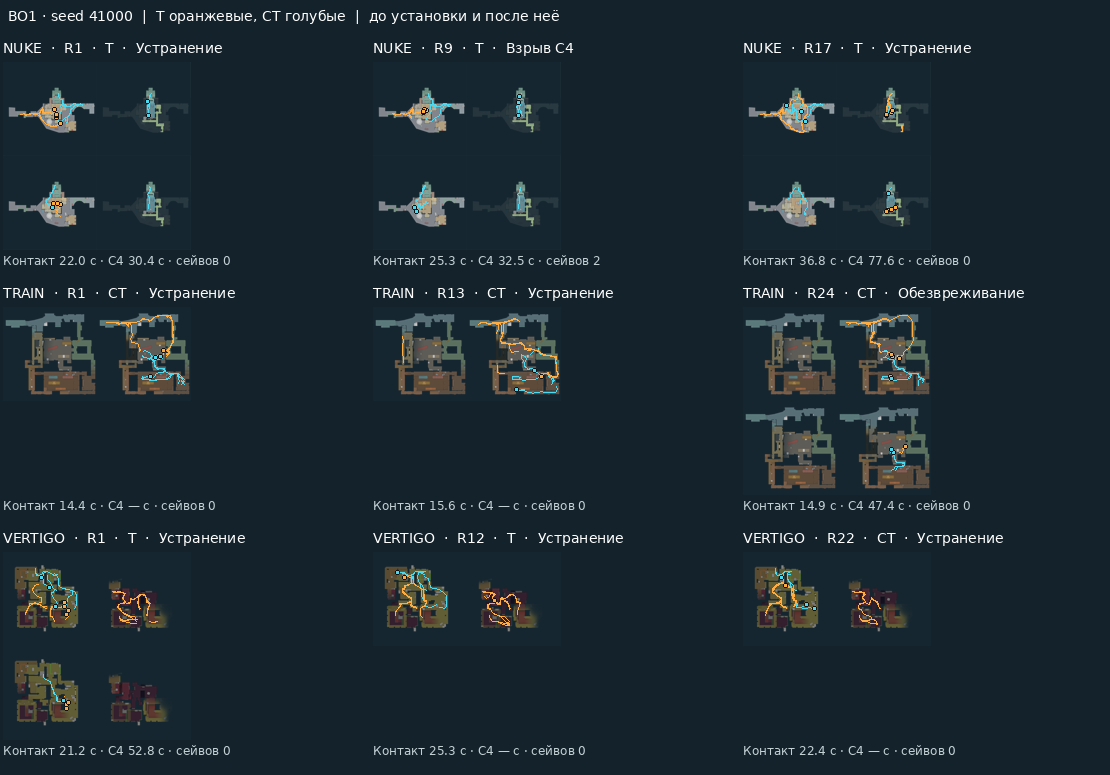 BO1 · seed 41000 | Т оранжевые, CT голубые | до установки и после неё
NUKE · R1 · T · Устранение
NUKE · R9 · T · Взрыв C4
NUKE · R17 · T · Устранение
Контакт 22.0 с · C4 30.4 с · сейвов 0
Контакт 25.3 с · C4 32.5 с · сейвов 2
Контакт 36.8 с · C4 77.6 с · сейвов 0
TRAIN · R1 · CT · Устранение
TRAIN · R13 · CT · Устранение
TRAIN · R24 · CT · Обезвреживание
Контакт 14.4 с · C4 — с · сейвов 0
Контакт 15.6 с · C4 — с · сейвов 0
Контакт 14.9 с · C4 47.4 с · сейвов 0
VERTIGO · R1 · T · Устранение
VERTIGO · R12 · T · Устранение
VERTIGO · R22 · CT · Устранение
Контакт 21.2 с · C4 52.8 с · сейвов 0
Контакт 25.3 с · C4 — с · сейвов 0
Контакт 22.4 с · C4 — с · сейвов 0